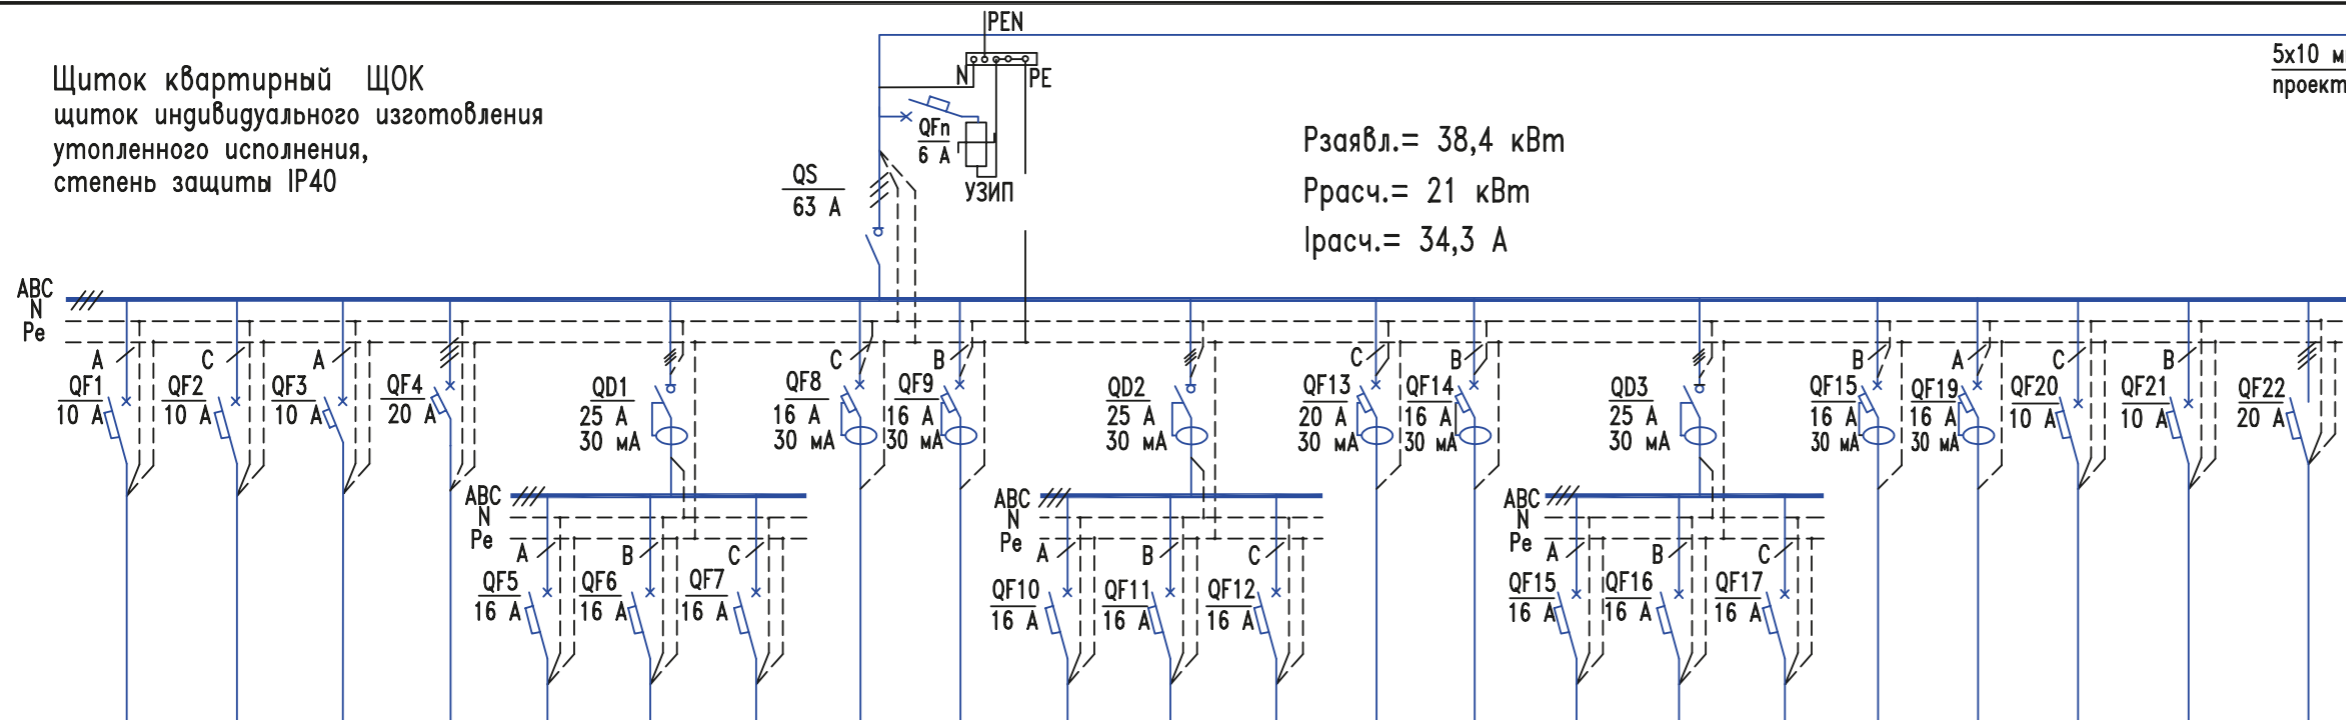 PEN
5х10 м
проект
Щиток квартирный ЩОК
щиток индивидуального изготовления
утопленного исполнения,
степень защиты IP40
N
PE
QFn
6 А
УЗИП
QS
63 А
Рзаявл.= 38,4 кВт
Ррасч.= 21 кВт
Iрасч.= 34,3 А
ABC
N
Pe
A
QF1
10 А
C
QF2
10 А
A
QF3
10 А
QF4
20 А
QD1
25 А
30 мА
C
QF8
16 А
30 мА
B
QF9
16 А
30 мА
QD2
25 А
30 мА
C
QF13
20 А
30 мА
B
QF14
16 А
30 мА
QD3
25 А
30 мА
B
QF15
16 А
30 мА
A
QF19
16 А
30 мА
C
QF20
10 А
B
QF21
10 А
QF22
20 А
ABC
N
Pe
A
QF5
16 А
B
QF6
16 А
C
QF7
16 А
ABC
N
Pe
A
QF10
16 А
B
QF11
16 А
C
QF12
16 А
ABC
N
Pe
A
QF15
16 А
B
QF16
16 А
C
QF17
16 А